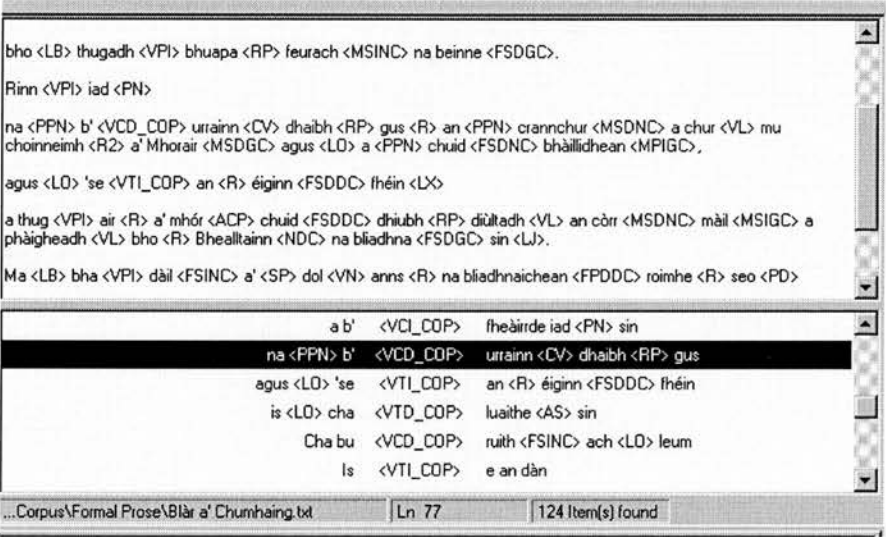 bho <LB> thugadh <VPI> bhuapa <RP> feurach <MSINC> na beinne <FSDGC>.
Rinn <VPI> iad <PN>
na <PPN> b' <VCD_COP> urrainn <CV> dhaibh <RP> gus <R> an <PPN> crannchur <MSDNC> a chur <VL> mu
choinneimh <R2> a' Mhorair <MSDGC> agus <LO> a <PPN> chuid <FSDNC> bhàillidhean <MPIGC>,
agus <LO> 'se <VTI_COP> an <R> éiginn <FSDDC> fhéin <LX>
a thug <VPI> air <R> a' mhór <ACP> chuid <FSDDC> dhiubh <RP> diùltadh <VL> an còrr <MSDNC> màil <MSIGC> a
phàigheadh <VL> bho <R> Bhealltainn <NDC> na bliadhna <FSDGC> sin <LJ>.
Ma <LB> bha <VPI> dàil <FSINC> a' <SP> dol <VN> anns <R> na bliadhnaichean <FPDDC> roimhe <R> seo <PD>
a b' <VCI_COP> fheàirrde iad <PN> sin
na <PPN> b' <VCD_COP> urrainn <CV> dhaibh <RP> gus
agus <LO> 'se <VTI_COP> an <R> éiginn <FSDDC> fhéin
is <LO> cha <VTD_COP> luaithe <AS> sin
Cha bu <VCD_COP> ruith <FSINC> ach <LO> leum
Is <VTI_COP> e an dàn
...Corpus\Formal Prose\Blàr a' Chumhaing.txt Ln 77 124 Item(s) found